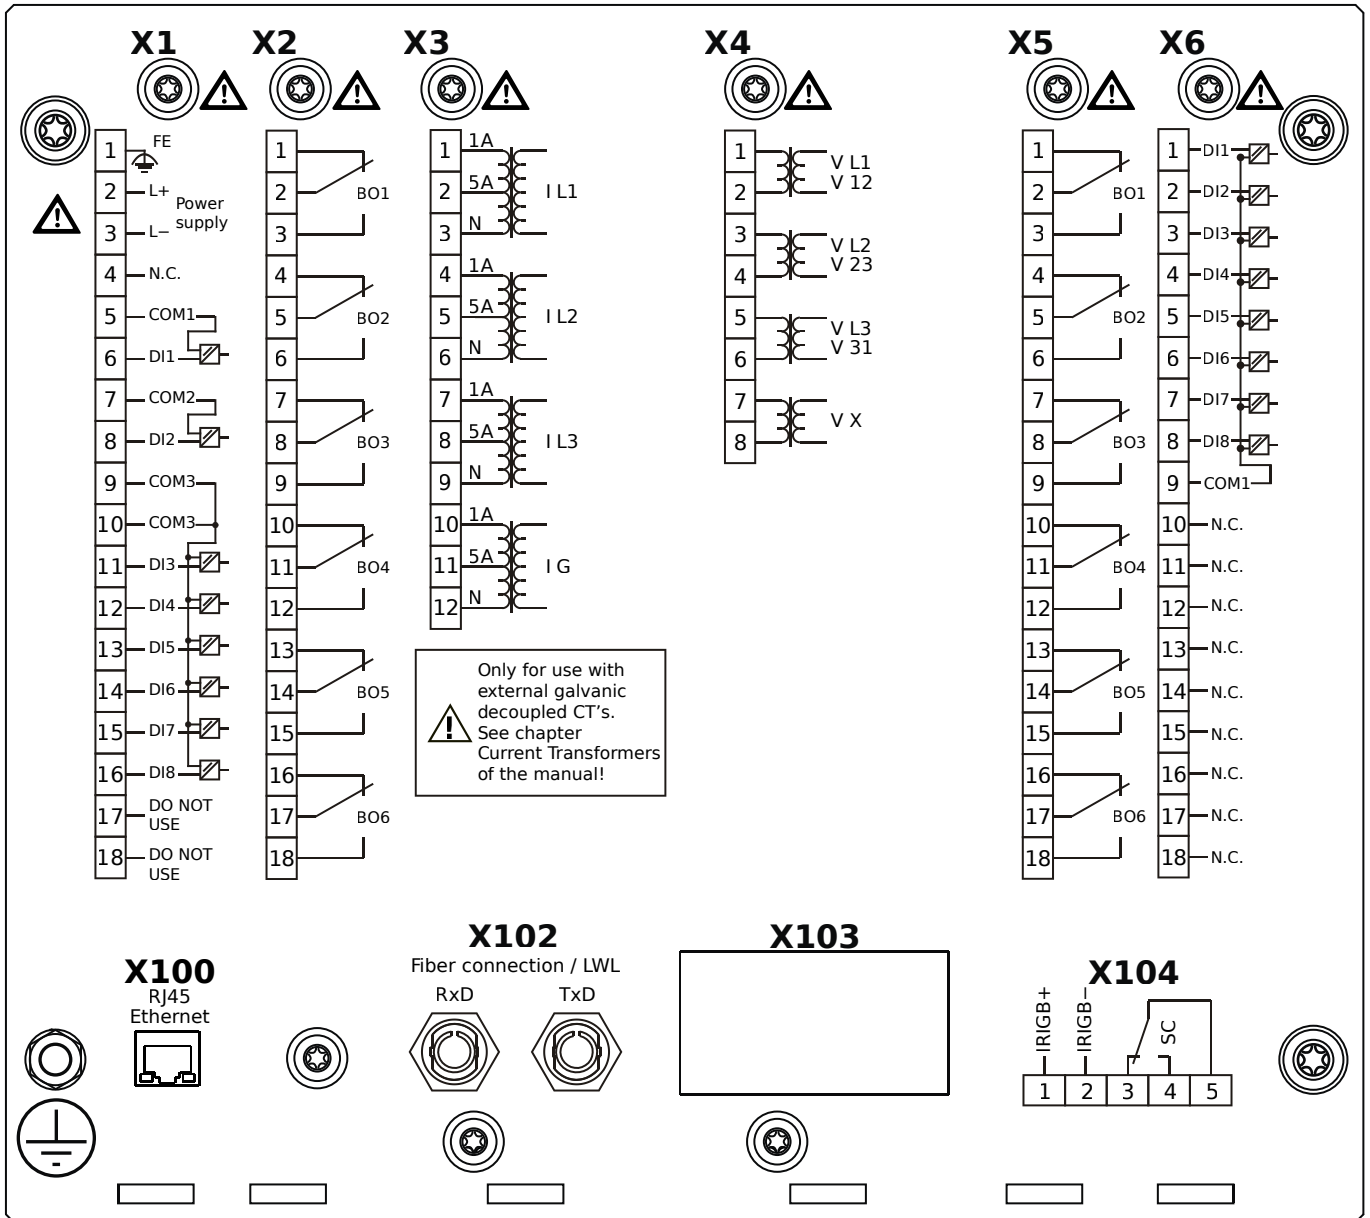 X1
X2
X3
X4
X5
X6
1 FE
2 L+
Power
supply
3 L−
4 N.C.
5 COM1
6 DI1
7 COM2
8 DI2
9 COM3
10 COM3
11 DI3
12 DI4
13 DI5
14 DI6
15 DI7
16 DI8
17 DO NOT
USE
18 DO NOT
USE
1
2 BO1
3
4
5 BO2
6
7
8 BO3
9
10
11 BO4
12
13
14 BO5
15
16
17 BO6
18
1 1A
2 5A I L1
3 N
4 1A
5 5A I L2
6 N
7 1A
8 5A I L3
9 N
10 1A
11 5A I G
12 N
Only for use with
external galvanic
decoupled CT's.
See chapter
Current Transformers
of the manual!
1 V L1
2 V 12
3 V L2
4 V 23
5 V L3
6 V 31
7 V X
8
1
2 BO1
3
4
5 BO2
6
7
8 BO3
9
10
11 BO4
12
13
14 BO5
15
16
17 BO6
18
1 DI1
2 DI2
3 DI3
4 DI4
5 DI5
6 DI6
7 DI7
8 DI8
9 COM1
10 N.C.
11 N.C.
12 N.C.
13 N.C.
14 N.C.
15 N.C.
16 N.C.
17 N.C.
18 N.C.
X100
RJ45
Ethernet
X102
Fiber connection / LWL
RxD TxD
X103
X104
IRIGB+
IRIGB−
SC
1 2 3 4 5